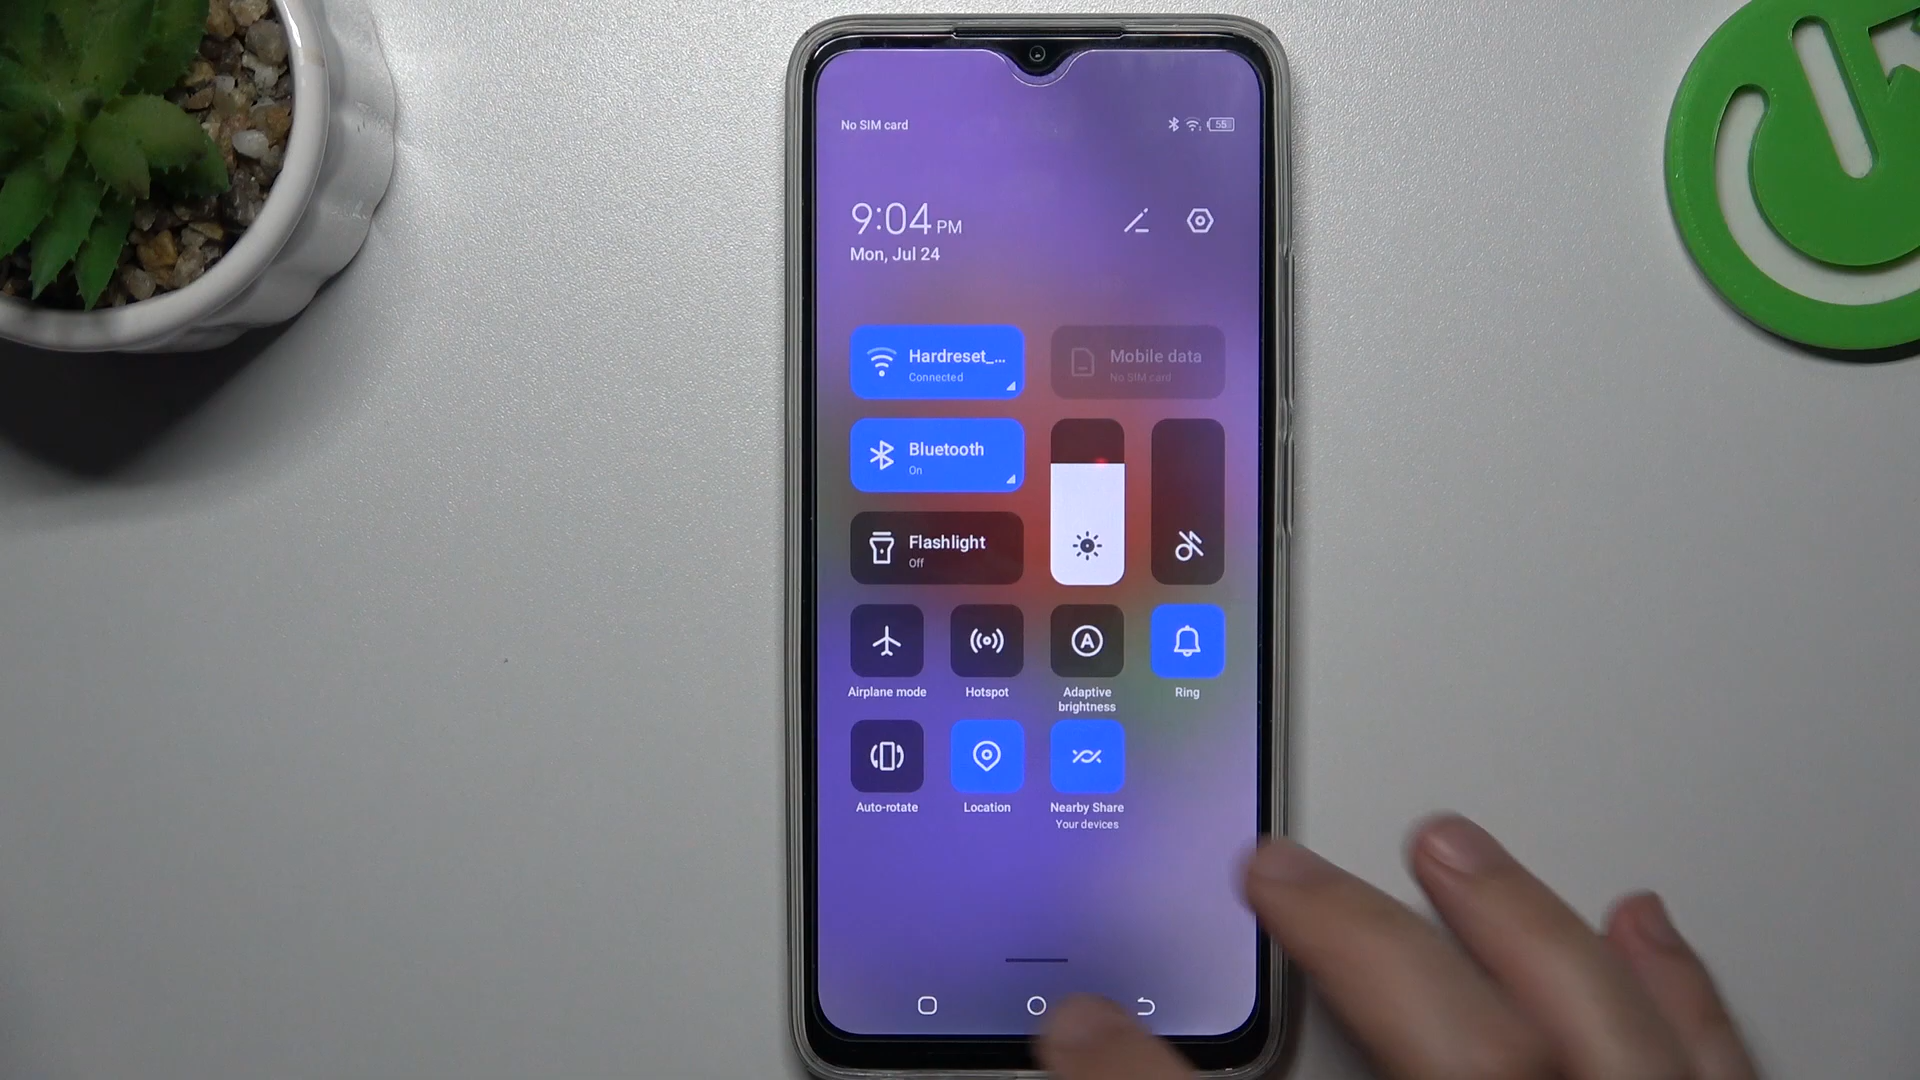 No SIM card
55
9:04 PM
Mon, Jul 24
Hardreset_...
Connected
Mobile data
No SIM card
Bluetooth
On
Flashlight
Off
A
Airplane mode
Hotspot
Adaptive
brightness
Ring
Auto-rotate
Location
Nearby Share
Your devices